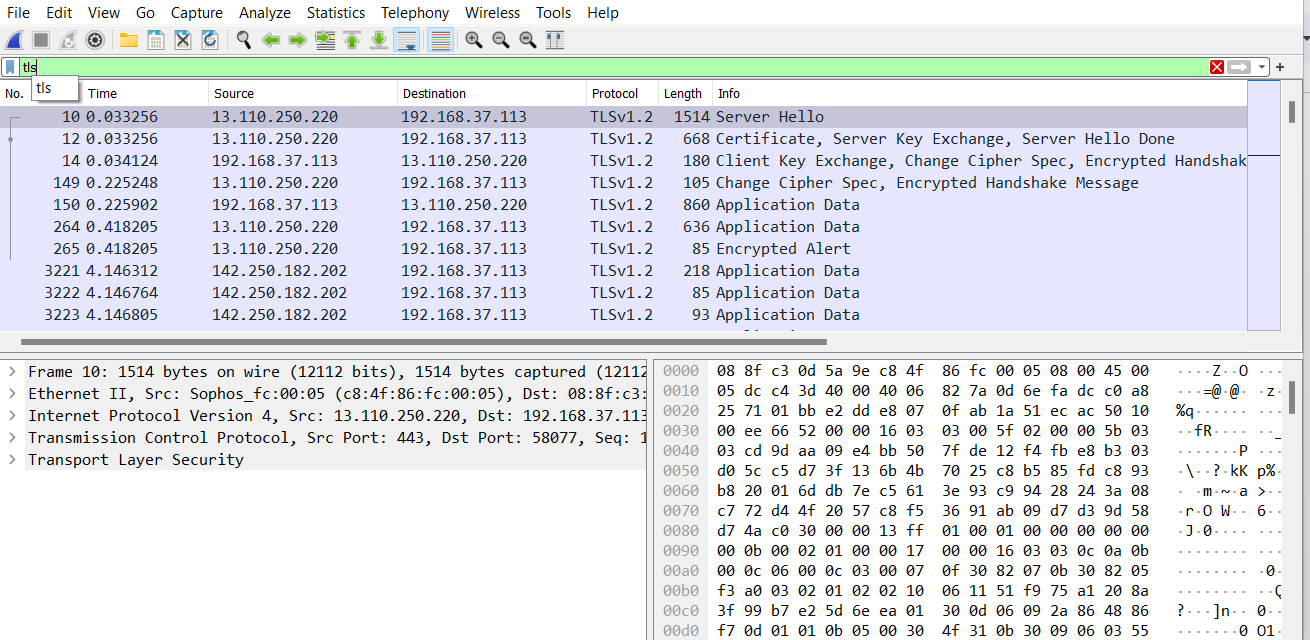 File Edit View Go Capture Analyze Statistics Telephony Wireless Tools Help
tls
tls
No. Time Source Destination Protocol Length Info
10 0.033256 13.110.250.220 192.168.37.113 TLSv1.2 1514 Server Hello
12 0.033256 13.110.250.220 192.168.37.113 TLSv1.2 668 Certificate, Server Key Exchange, Server Hello Done
14 0.034124 192.168.37.113 13.110.250.220 TLSv1.2 180 Client Key Exchange, Change Cipher Spec, Encrypted Handshak
149 0.225248 13.110.250.220 192.168.37.113 TLSv1.2 105 Change Cipher Spec, Encrypted Handshake Message
150 0.225902 192.168.37.113 13.110.250.220 TLSv1.2 860 Application Data
264 0.418205 13.110.250.220 192.168.37.113 TLSv1.2 636 Application Data
265 0.418205 13.110.250.220 192.168.37.113 TLSv1.2 85 Encrypted Alert
3221 4.146312 142.250.182.202 192.168.37.113 TLSv1.2 218 Application Data
3222 4.146764 142.250.182.202 192.168.37.113 TLSv1.2 85 Application Data
3223 4.146805 142.250.182.202 192.168.37.113 TLSv1.2 93 Application Data
Frame 10: 1514 bytes on wire (12112 bits), 1514 bytes captured (12112
Ethernet II, Src: Sophos_fc:00:05 (c8:4f:86:fc:00:05), Dst: 08:8f:c3:
Internet Protocol Version 4, Src: 13.110.250.220, Dst: 192.168.37.113
Transmission Control Protocol, Src Port: 443, Dst Port: 58077, Seq: 1
Transport Layer Security
0000 08 8f c3 0d 5a 9e c8 4f 86 fc 00 05 08 00 45 00 ····Z··O ······E·
0010 05 dc c4 3d 40 00 40 06 82 7a 0d 6e fa dc c0 a8 ···=@·@· ·z·n····
0020 25 71 01 bb e2 dd e8 07 0f ab 1a 51 ec ac 50 10 %q······ ···Q··P·
0030 00 ee 66 52 00 00 16 03 03 00 5f 02 00 00 5b 03 ··fR···· ··_···[·
0040 03 cd 9d aa 09 e4 bb 50 7f de 12 f4 fb e8 b3 03 ·······P ········
0050 d0 5c c5 d7 3f 13 6b 4b 70 25 c8 b5 85 fd c8 93 ·\··?·kK p%······
0060 b8 20 01 6d db 7e c5 61 3e 93 c9 94 28 24 3a 08 · ·m·~·a >···($:·
0070 c7 72 d4 4f 20 57 c8 f5 36 91 ab 09 d7 d3 9d 58 ·r·O W·· 6······X
0080 d7 4a c0 30 00 00 13 ff 01 00 01 00 00 00 00 00 ·J·0···· ········
0090 00 0b 00 02 01 00 00 17 00 00 16 03 03 0c 0a 0b ········ ········
00a0 00 0c 06 00 0c 03 00 07 0f 30 82 07 0b 30 82 05 ········ ·0···0··
00b0 f3 a0 03 02 01 02 02 10 06 11 51 f9 75 a1 20 8a ········ ··Q·u· ·
00c0 3f 99 b7 e2 5d 6e ea 01 30 0d 06 09 2a 86 48 86 ?···]n·· 0···*·H·
00d0 f7 0d 01 01 0b 05 00 30 4f 31 0b 30 09 06 03 55 ·······0 O1·0···U